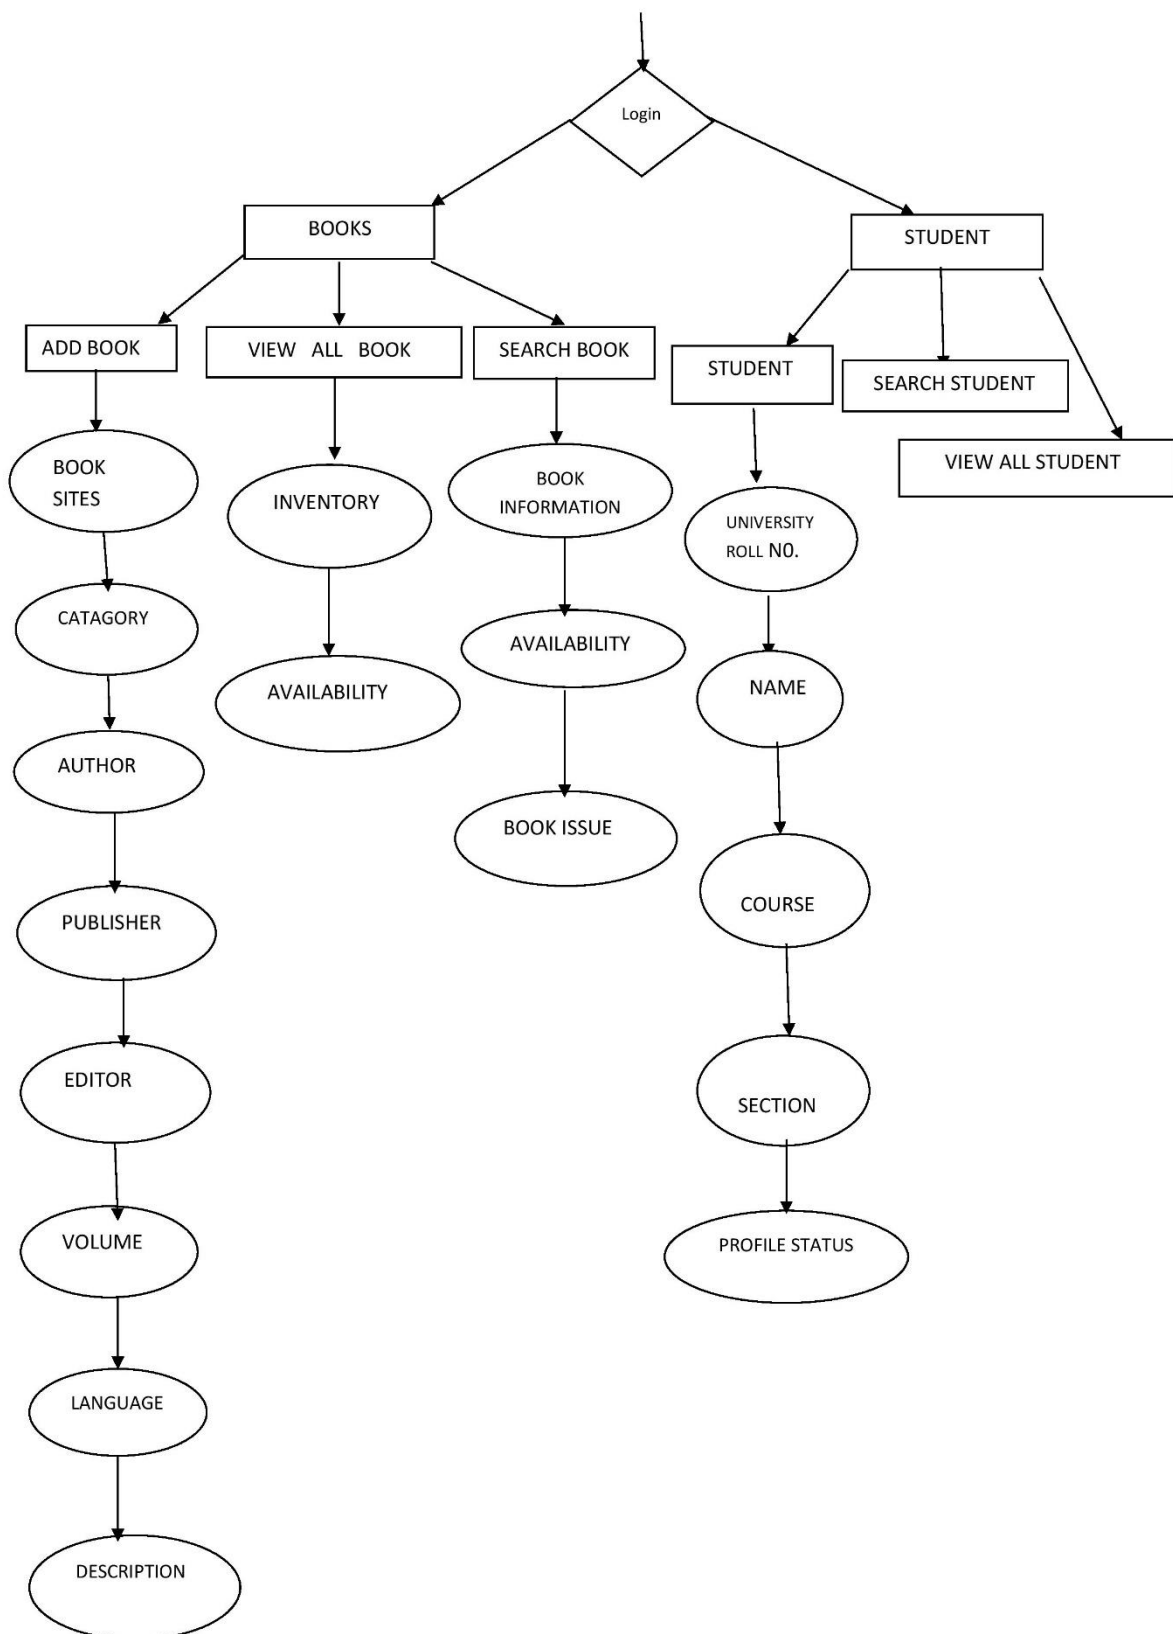 Login
BOOKS
STUDENT
ADD BOOK
VIEW ALL BOOK
SEARCH BOOK
STUDENT
SEARCH STUDENT
VIEW ALL STUDENT
BOOK
SITES
INVENTORY
BOOK
INFORMATION
UNIVERSITY
ROLL N0.
CATAGORY
AVAILABILITY
AVAILABILITY
NAME
AUTHOR
BOOK ISSUE
COURSE
PUBLISHER
EDITOR
SECTION
VOLUME
PROFILE STATUS
LANGUAGE
DESCRIPTION